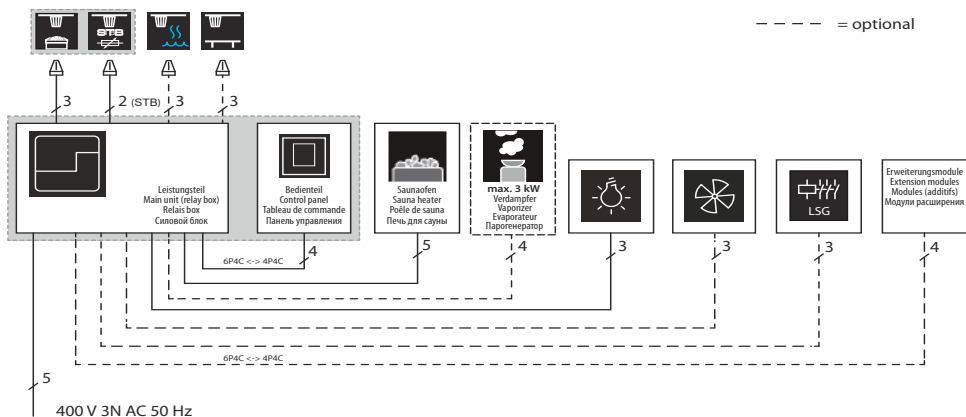 STB
= optional
3
2 (STB)
3
3
Leistungsteil
Main unit (relay box)
Relais box
Силовой блок
Bedienteil
Control panel
Tableau de commande
Панель управления
Saunaofen
Sauna heater
Poêle de sauna
Печь для сауны
max. 3 kW
Verdampfer
Vaporizer
Evaporateur
Парогенератор
LSG
Erweiterungsmodule
Extension modules
Modules (additifs)
Модули расширения
4
5
4
3
3
3
4
6P4C <-> 4P4C
6P4C <-> 4P4C
5
400 V 3N AC 50 Hz